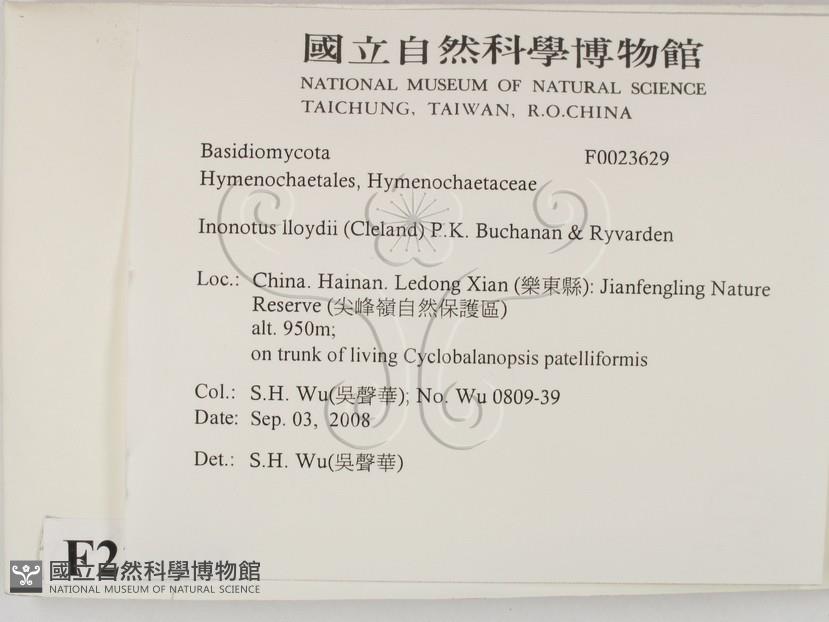 國立自然科學博物館
NATIONAL MUSEUM OF NATURAL SCIENCE
TAICHUNG, TAIWAN, R.O.CHINA
Basidiomycota F0023629
Hymenochaetales, Hymenochaetaceae
Inonotus lloydii (Cleland) P.K. Buchanan & Ryvarden
Loc.: China. Hainan. Ledong Xian (樂東縣): Jianfengling Nature
Reserve (尖峰嶺自然保護區)
alt. 950m;
on trunk of living Cyclobalanopsis patelliformis
Col.: S.H. Wu(吳聲華); No. Wu 0809-39
Date: Sep. 03, 2008
Det.: S.H. Wu(吳聲華)
F2
國立自然科學博物館
NATIONAL MUSEUM OF NATURAL SCIENCE